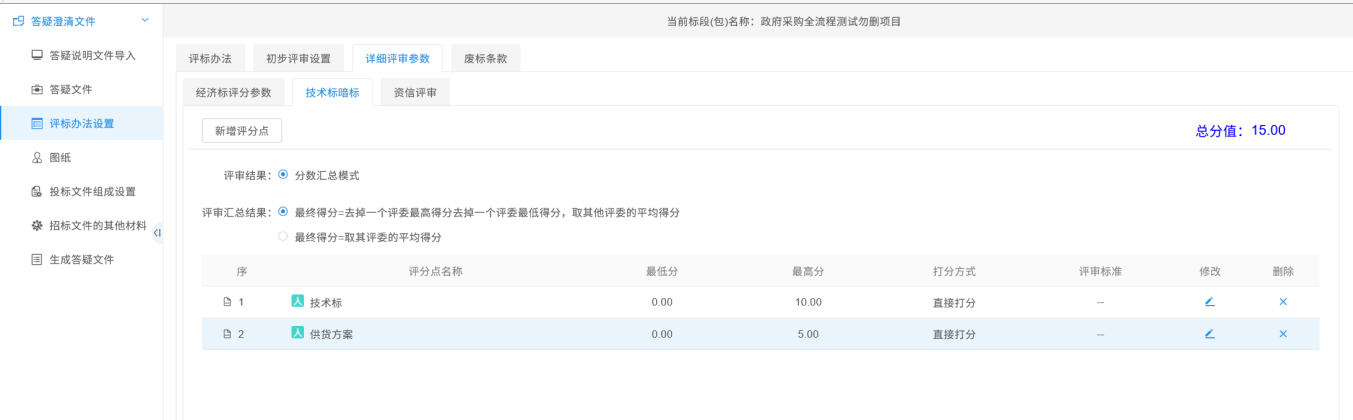 答疑澄清文件
当前标段(包)名称：政府采购全流程测试勿删项目
答疑说明文件导入
答疑文件
评标办法设置
图纸
投标文件组成设置
招标文件的其他材料
生成答疑文件
评标办法 初步评审设置 详细评审参数 废标条款
经济标评分参数 技术标暗标 资信评审
新增评分点 总分值：15.00
评审结果： 分数汇总模式
评审汇总结果： 最终得分=去掉一个评委最高得分去掉一个评委最低得分，取其他评委的平均得分
最终得分=取其评委的平均得分
序 评分点名称 最低分 最高分 打分方式 评审标准 修改 删除
1 人 技术标 0.00 10.00 直接打分 --
2 人 供货方案 0.00 5.00 直接打分 --